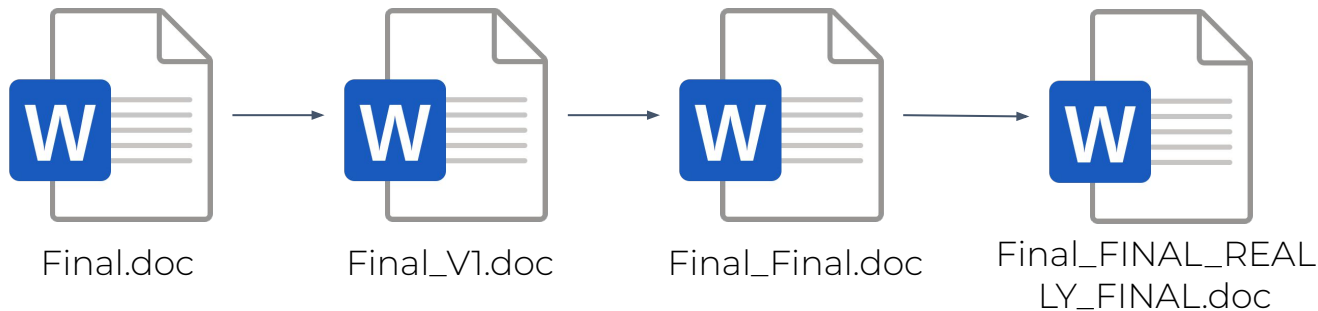 W
W
W
W
Final.doc
Final_V1.doc
Final_Final.doc
Final_FINAL_REAL
LY_FINAL.doc